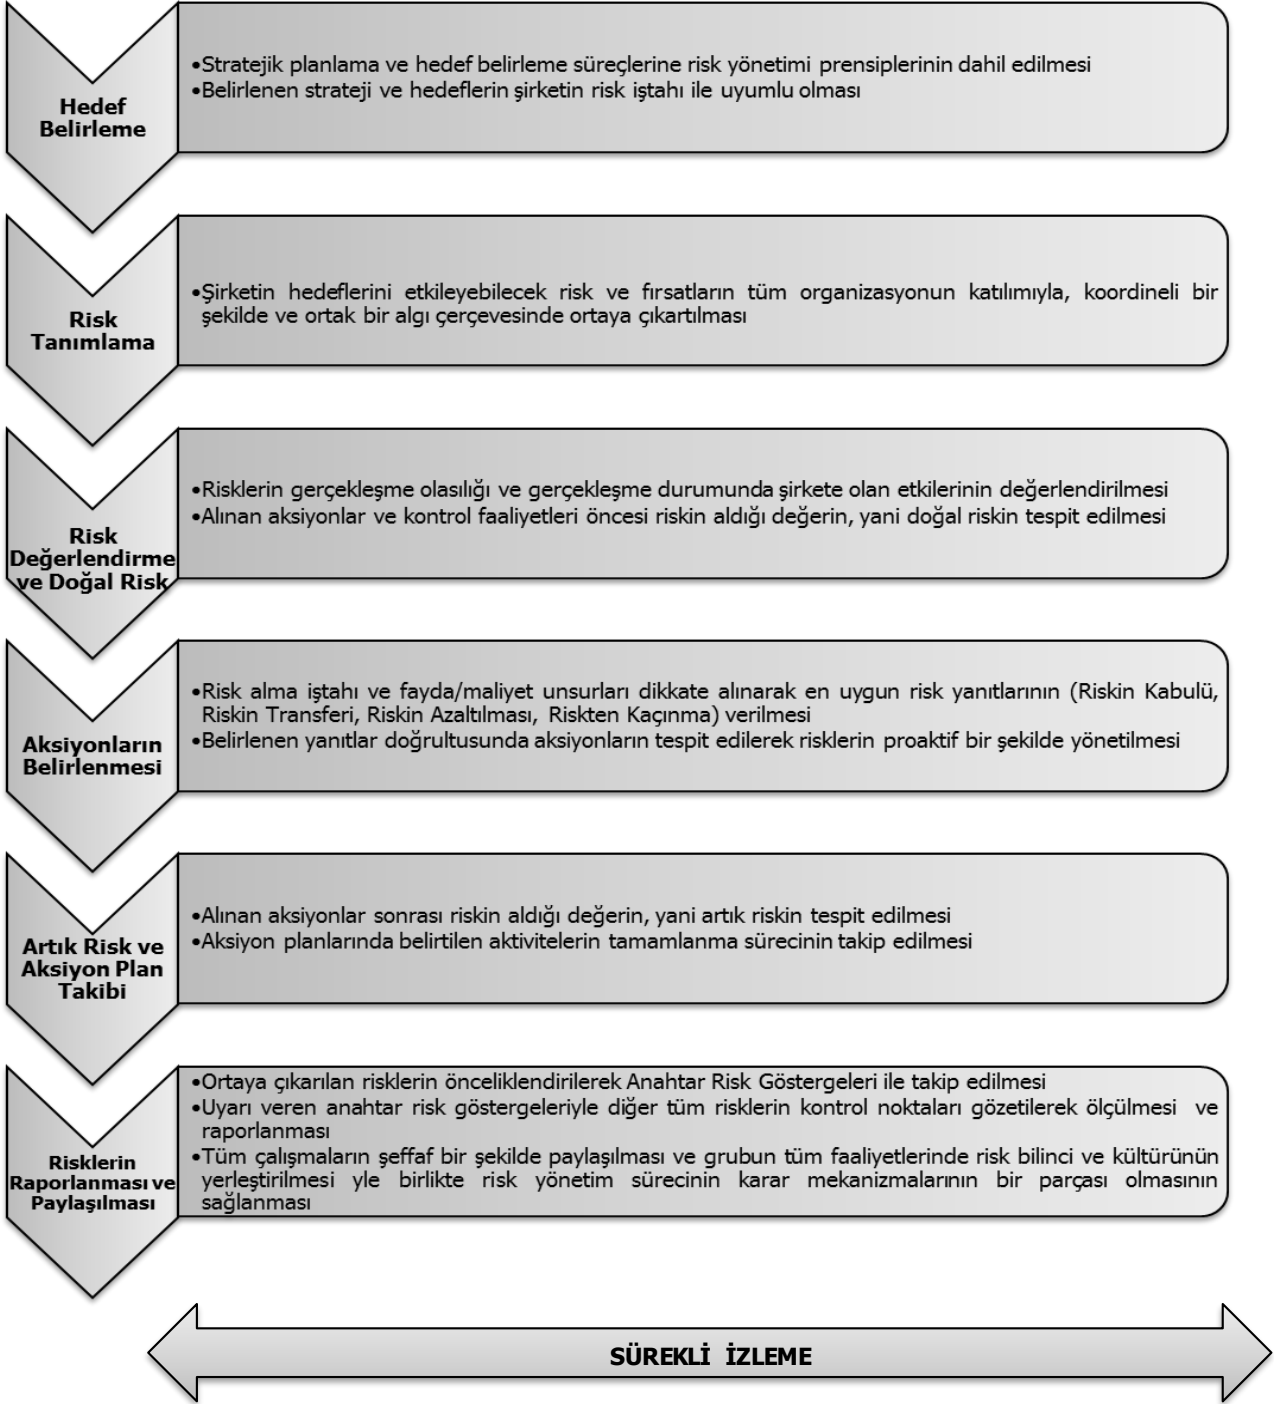 Hedef
Belirleme
•Stratejik planlama ve hedef belirleme süreçlerine risk yönetimi prensiplerinin dahil edilmesi
•Belirlenen strateji ve hedeflerin şirketin risk iştahı ile uyumlu olması
Risk
Tanımlama
•Şirketin hedeflerini etkileyebilecek risk ve fırsatların tüm organizasyonun katılımıyla, koordineli bir
şekilde ve ortak bir algı çerçevesinde ortaya çıkartılması
Risk
Değerlendirme
ve Doğal Risk
•Risklerin gerçekleşme olasılığı ve gerçekleşme durumunda şirkete olan etkilerinin değerlendirilmesi
•Alınan aksiyonlar ve kontrol faaliyetleri öncesi riskin aldığı değerin, yani doğal riskin tespit edilmesi
Aksiyonların
Belirlenmesi
•Risk alma iştahı ve fayda/maliyet unsurları dikkate alınarak en uygun risk yanıtlarının (Riskin Kabulü,
Riskin Transferi, Riskin Azaltılması, Riskten Kaçınma) verilmesi
•Belirlenen yanıtlar doğrultusunda aksiyonların tespit edilerek risklerin proaktif bir şekilde yönetilmesi
Artık Risk ve
Aksiyon Plan
Takibi
•Alınan aksiyonlar sonrası riskin aldığı değerin, yani artık riskin tespit edilmesi
•Aksiyon planlarında belirtilen aktivitelerin tamamlanma sürecinin takip edilmesi
Risklerin
Raporlanması ve
Paylaşılması
•Ortaya çıkarılan risklerin önceliklendirilerek Anahtar Risk Göstergeleri ile takip edilmesi
•Uyarı veren anahtar risk göstergeleriyle diğer tüm risklerin kontrol noktaları gözetilerek ölçülmesi ve
raporlanması
•Tüm çalışmaların şeffaf bir şekilde paylaşılması ve grubun tüm faaliyetlerinde risk bilinci ve kültürünün
yerleştirilmesi yle birlikte risk yönetim sürecinin karar mekanizmalarının bir parçası olmasının
sağlanması
SÜREKLİ İZLEME